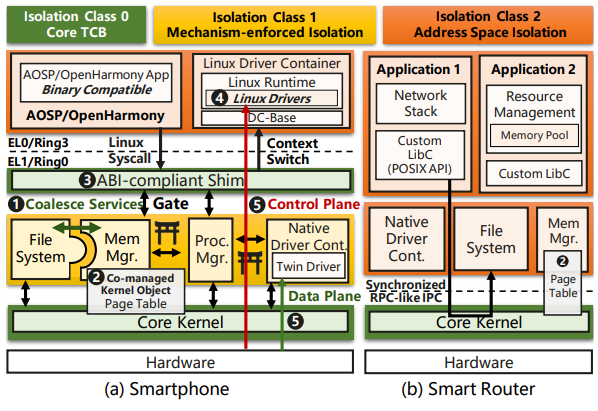 Isolation Class 0
Core TCB
Isolation Class 1
Mechanism-enforced Isolation
Isolation Class 2
Address Space Isolation
AOSP/OpenHarmony App
Binary Compatible
AOSP/OpenHarmony
Linux Driver Container
Linux Runtime
4 Linux Drivers
DC-Base
EL0/Ring3
EL1/Ring0
Linux
Syscall
Context
Switch
3 ABI-compliant Shim
1 Coalesce Services
Gate
5 Control Plane
File
System
Mem
Mgr.
Proc.
Mgr.
Native
Driver Cont.
Twin Driver
2 Co-managed
Kernel Object
Page Table
Data Plane
Core Kernel
5
Hardware
(a) Smartphone
Application 1
Network
Stack
Custom
LibC
(POSIX API)
Application 2
Resource
Management
Memory Pool
Custom LibC
Native
Driver
Cont.
File
System
Mem
Mgr.
2
Page
Table
Synchronized
RPC-like IPC
Core Kernel
Hardware
(b) Smart Router